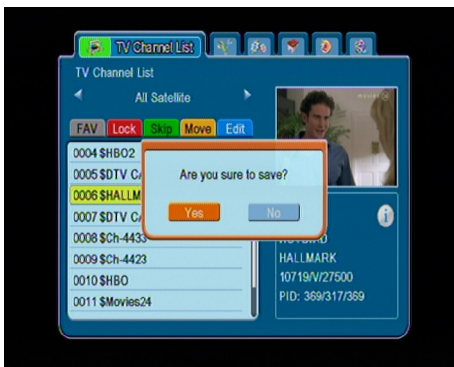 TV Channel List
TV Channel List
All Satellite
FAV Lock Skip Move Edit
0004 $HBO2
0005 $DTV C
0006 $HALLM
0007 $DTV C
0008 $Ch-4433
0009 $Ch-4423
0010 $HBO
0011 $Movies24
Are you sure to save?
Yes No
HALLMARK
10719/V/27500
PID: 369/317/369